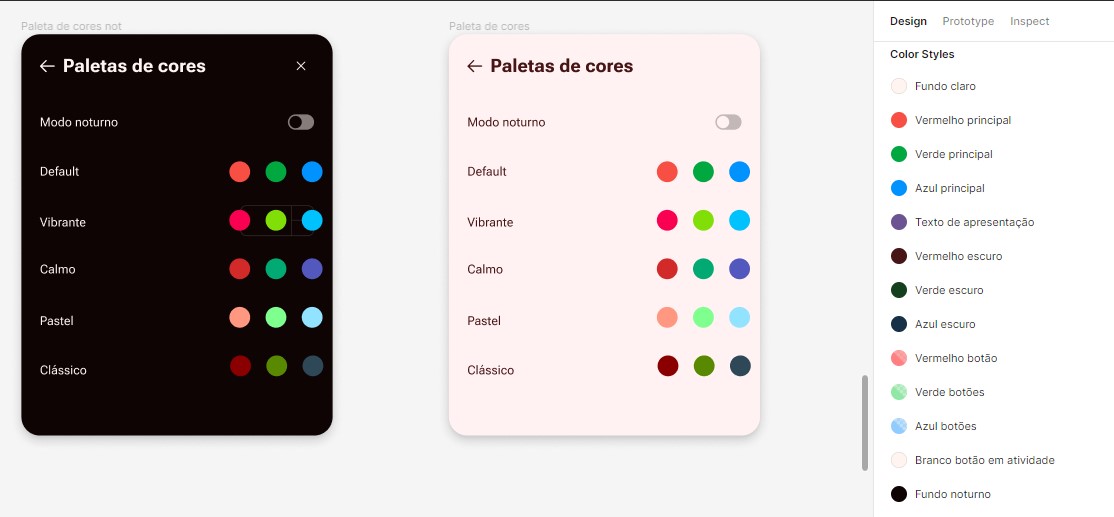 Paleta de cores not
Paletas de cores
Modo noturno
Default
Vibrante
Calmo
Pastel
Clássico
Paleta de cores
Paletas de cores
Modo noturno
Default
Vibrante
Calmo
Pastel
Clássico
Design Prototype Inspect
Color Styles
Fundo claro
Vermelho principal
Verde principal
Azul principal
Texto de apresentação
Vermelho escuro
Verde escuro
Azul escuro
Vermelho botão
Verde botões
Azul botões
Branco botão em atividade
Fundo noturno